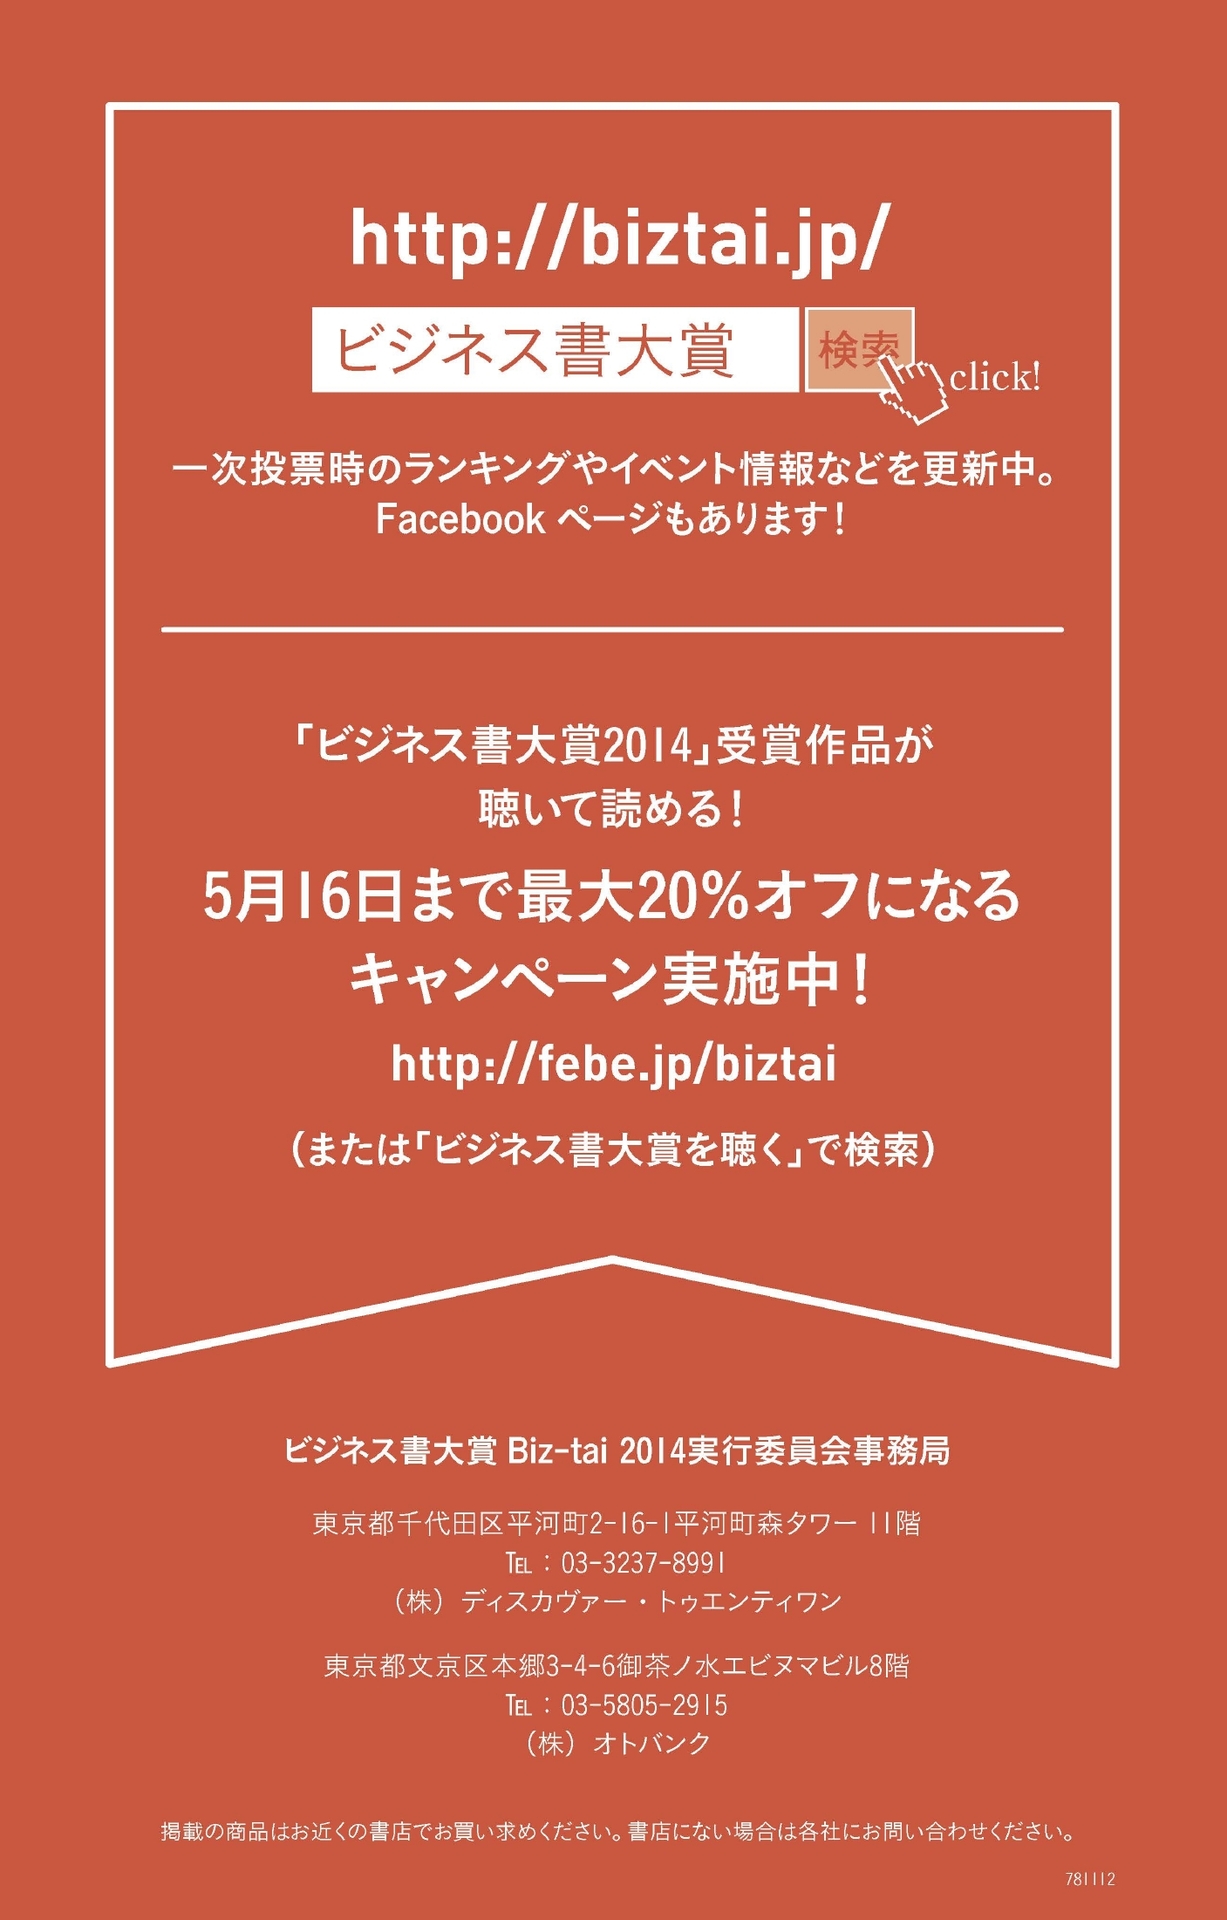 http://biztai.jp/
ビジネス書大賞 検索
click!
一次投票時のランキングやイベント情報などを更新中。
Facebook ページもあります！
「ビジネス書大賞2014」受賞作品が
聴いて読める！
5月16日まで最大20%オフになる
キャンペーン実施中！
http://febe.jp/biztai
（または「ビジネス書大賞を聴く」で検索）
ビジネス書大賞 Biz-tai 2014実行委員会事務局
東京都千代田区平河町2-16-1平河町森タワー 11階
TEL：03-3237-8991
（株）ディスカヴァー・トゥエンティワン
東京都文京区本郷3-4-6御茶ノ水エビヌマビル8階
TEL：03-5805-2915
（株）オトバンク
掲載の商品はお近くの書店でお買い求めください。書店にない場合は各社にお問い合わせください。
781112